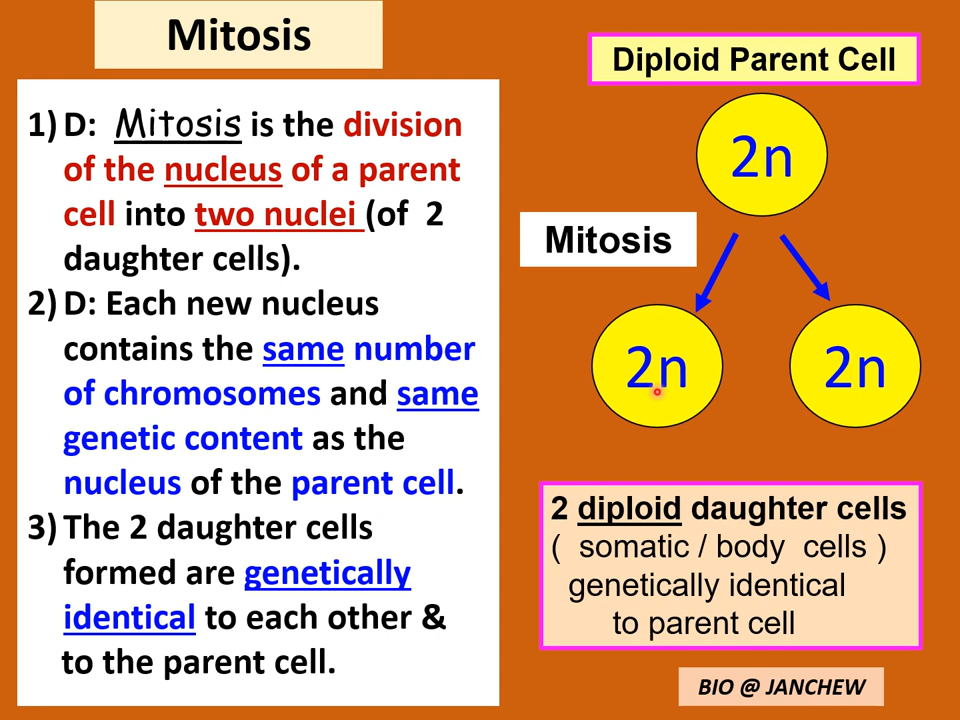 Mitosis
1) D: Mitosis is the division
of the nucleus of a parent
cell into two nuclei (of 2
daughter cells).
2) D: Each new nucleus
contains the same number
of chromosomes and same
genetic content as the
nucleus of the parent cell.
3) The 2 daughter cells
formed are genetically
identical to each other &
to the parent cell.
Diploid Parent Cell
2n
Mitosis
2n 2n
2 diploid daughter cells
( somatic / body cells )
genetically identical
to parent cell
BIO @ JANCHEW